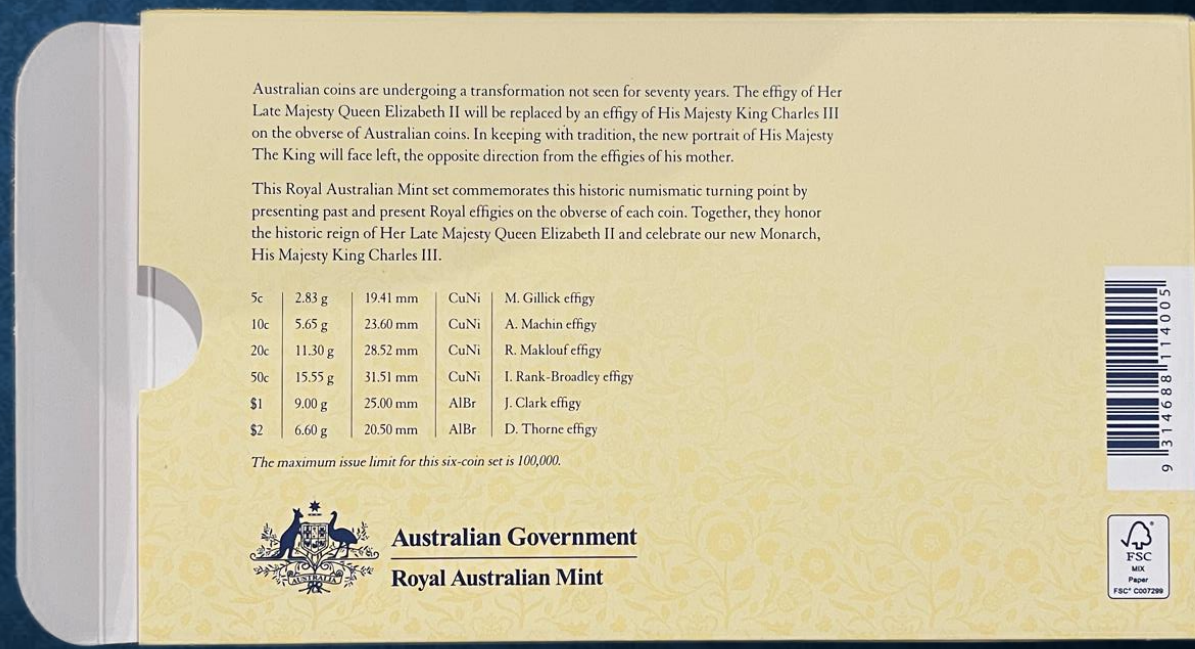 Australian coins are undergoing a transformation not seen for seventy years. The effigy of Her
Late Majesty Queen Elizabeth II will be replaced by an effigy of His Majesty King Charles III
on the obverse of Australian coins. In keeping with tradition, the new portrait of His Majesty
The King will face left, the opposite direction from the effigies of his mother.
This Royal Australian Mint set commemorates this historic numismatic turning point by
presenting past and present Royal effigies on the obverse of each coin. Together, they honor
the historic reign of Her Late Majesty Queen Elizabeth II and celebrate our new Monarch,
His Majesty King Charles III.
5c 2.83 g 19.41 mm CuNi M. Gillick effigy
10c 5.65 g 23.60 mm CuNi A. Machin effigy
20c 11.30 g 28.52 mm CuNi R. Maklouf effigy
50c 15.55 g 31.51 mm CuNi I. Rank-Broadley effigy
$1 9.00 g 25.00 mm AlBr J. Clark effigy
$2 6.60 g 20.50 mm AlBr D. Thorne effigy
The maximum issue limit for this six-coin set is 100,000.
AUSTRALIA
Australian Government
Royal Australian Mint
9 314688 114005
FSC®
MIX
Paper
FSC® C007299